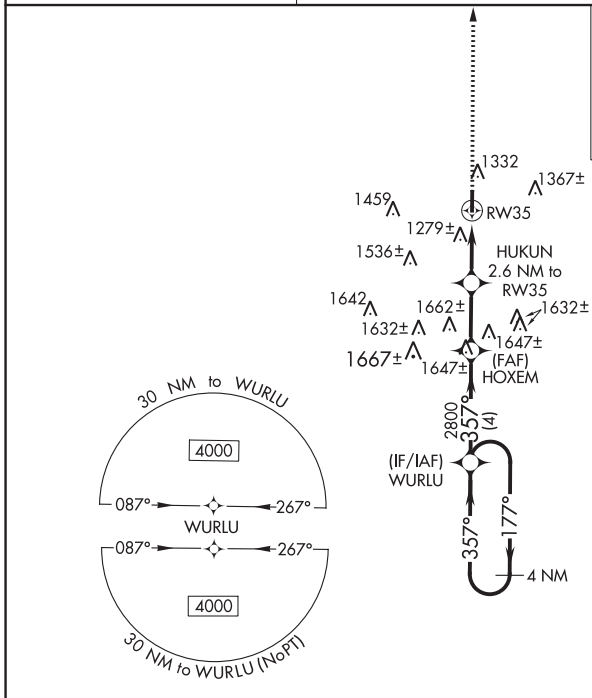 1332
1367±
1459
RW35
1279±
HUKUN
2.6 NM to
RW35
1536±
1642
1662±
1632±
1632±
1647±
1667±
1647±
(FAF)
HOXEM
2800
357°
(4)
(IF/IAF)
WURLU
357°
177°
4 NM
30 NM to WURLU
4000
087°
267°
WURLU
087°
267°
4000
30 NM to WURLU (NoPT)